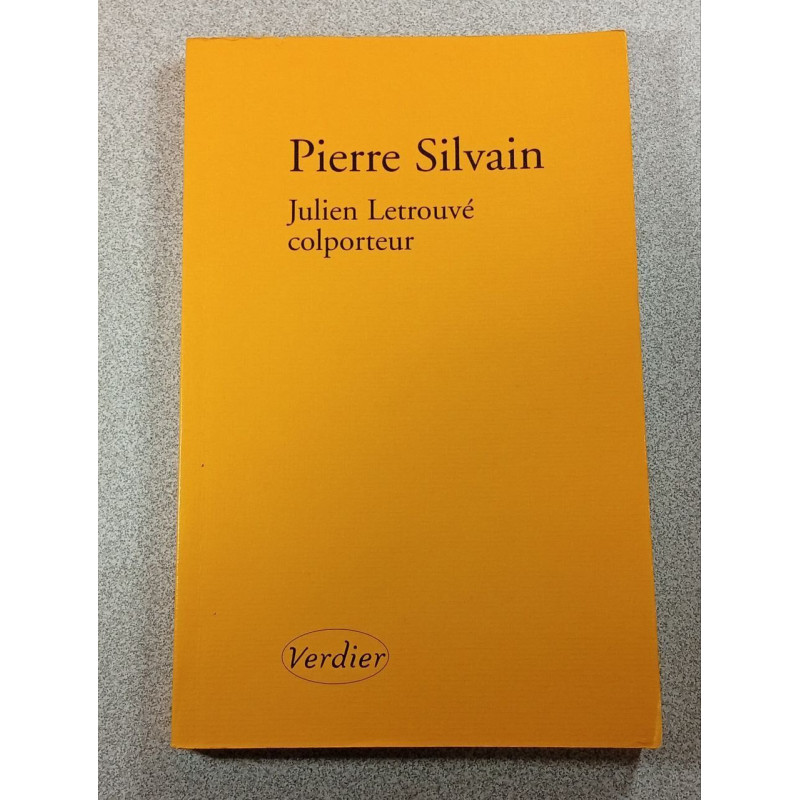 Pierre Silvain
Julien Letrouvé
colporteur
Verdier